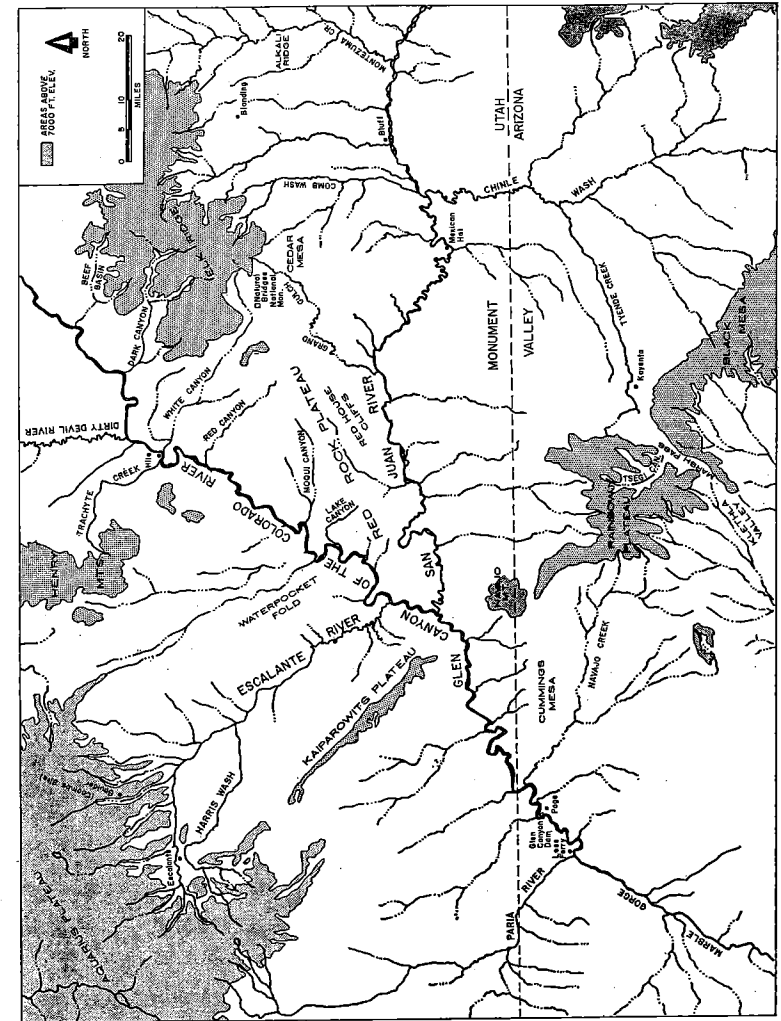 AREAS ABOVE
7000 FT. ELEV.
NORTH
0 5 10 20
MILES
DIRTY DEVIL RIVER
BEEF
BASIN
DARK CANYON
ELK RIDGE
ALKALI
RIDGE
MONTEZUMA CR.
Blanding
Bluff
COMB WASH
CEDAR
MESA
Natural
Bridges
National
Mon.
GRAND GULCH
WHITE CANYON
RED CANYON
Hite
TRACHYTE CREEK
HENRY
MTS.
MOQUI CANYON
RED ROCK PLATEAU
RED HOUSE
CLIFFS
LAKE
CANYON
SAN JUAN RIVER
Mexican
Hat
CHINLE WASH
UTAH
ARIZONA
MONUMENT
VALLEY
TYENDE CREEK
Kayenta
BLACK
MESA
MARSH PASS
TSEGI CANYON
KLETHLA
VALLEY
RAINBOW
PLATEAU
NAVAJO CREEK
CUMMINGS
MESA
GLEN CANYON OF THE COLORADO RIVER
WATERPOCKET
FOLD
ESCALANTE RIVER
KAIPAROWITS PLATEAU
HARRIS WASH
Escalante
Boulder
AQUARIUS PLATEAU
Glen
Canyon
Dam
Page
Lees
Ferry
PARIA RIVER
MARBLE GORGE